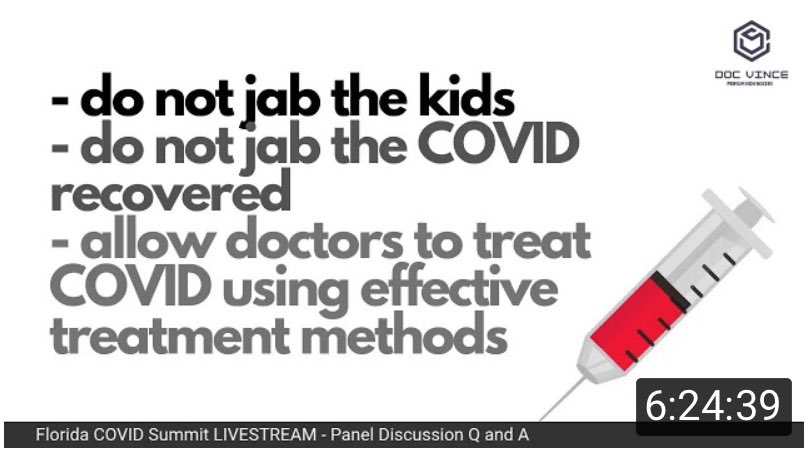 DOC VINCE
- do not jab the kids
- do not jab the COVID
recovered
- allow doctors to treat
COVID using effective
treatment methods
6:24:39
Florida COVID Summit LIVESTREAM - Panel Discussion Q and A